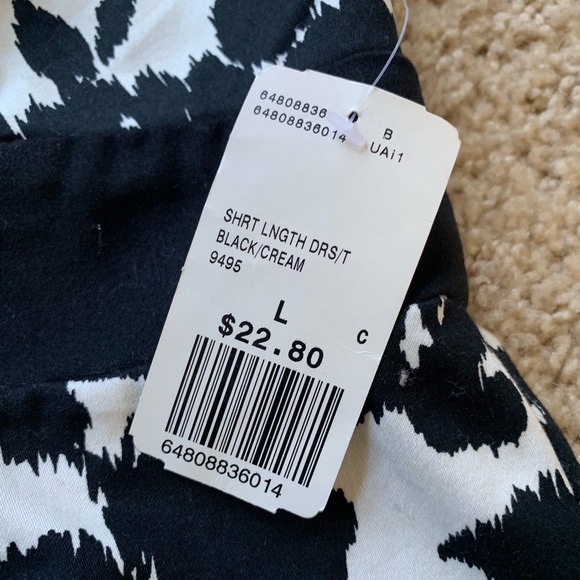 64808836 B
64808836014 UAi1
SHRT LNGTH DRS/T
BLACK/CREAM
9495
L C
$22.80
64808836014